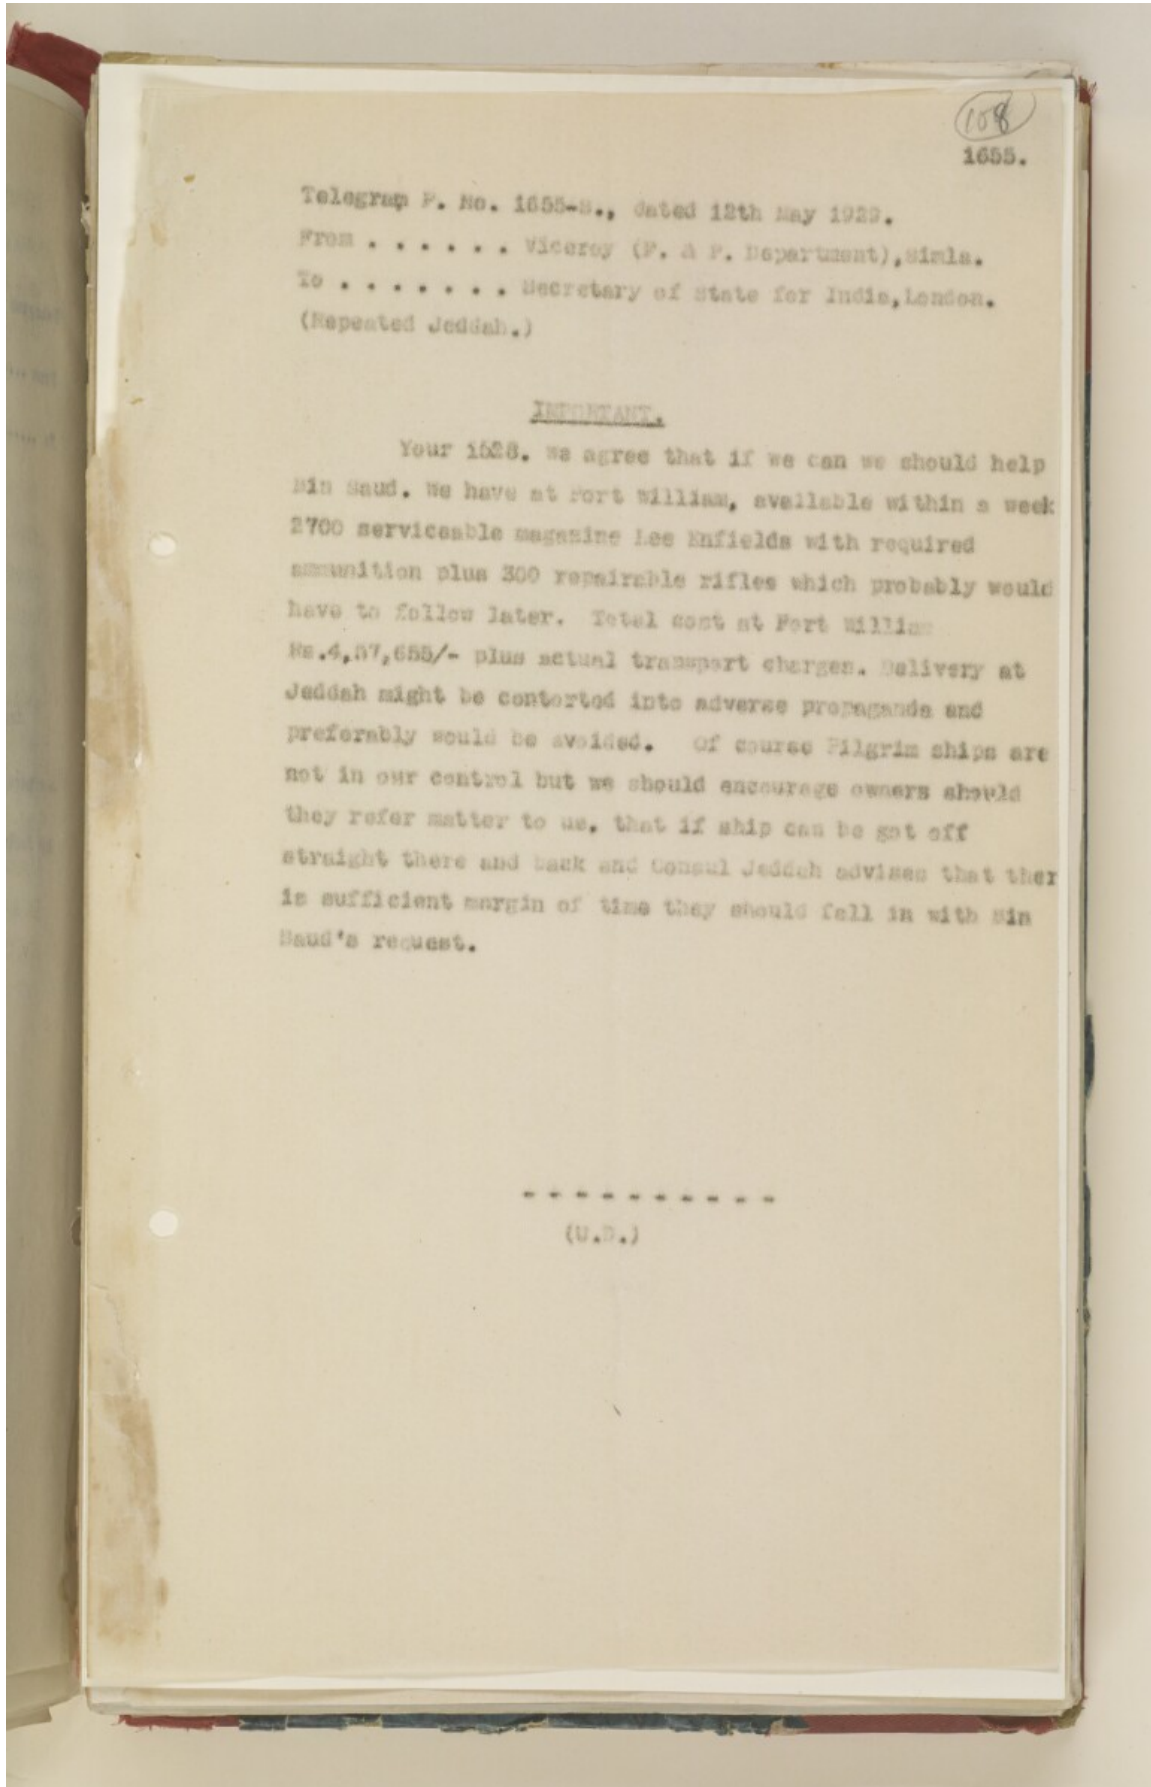 108
1655.
Telegram P. No. 1655-S., dated 12th May 1929.
From . . . . . . Viceroy (F. & P. Department),Simla.
To . . . . . . . Secretary of State for India,London.
(Repeated Jeddah.)
IMPORTANT.
Your 1528. We agree that if we can we should help
Bin Saud. We have at Fort William, available within a week
2700 serviceable magazine Lee Enfields with required
ammunition plus 300 repairable rifles which probably would
have to follow later. Total cost at Fort William
Rs.4,57,655/- plus actual transport charges. Delivery at
Jeddah might be contorted into adverse propaganda and
preferably would be avoided. Of course Pilgrim ships are
not in our control but we should encourage owners should
they refer matter to us, that if ship can be got off
straight there and back and Consul Jeddah advises that ther
is sufficient margin of time they should fall in with Bin
Saud's request.
- - - - - - - - - -
(U.D.)